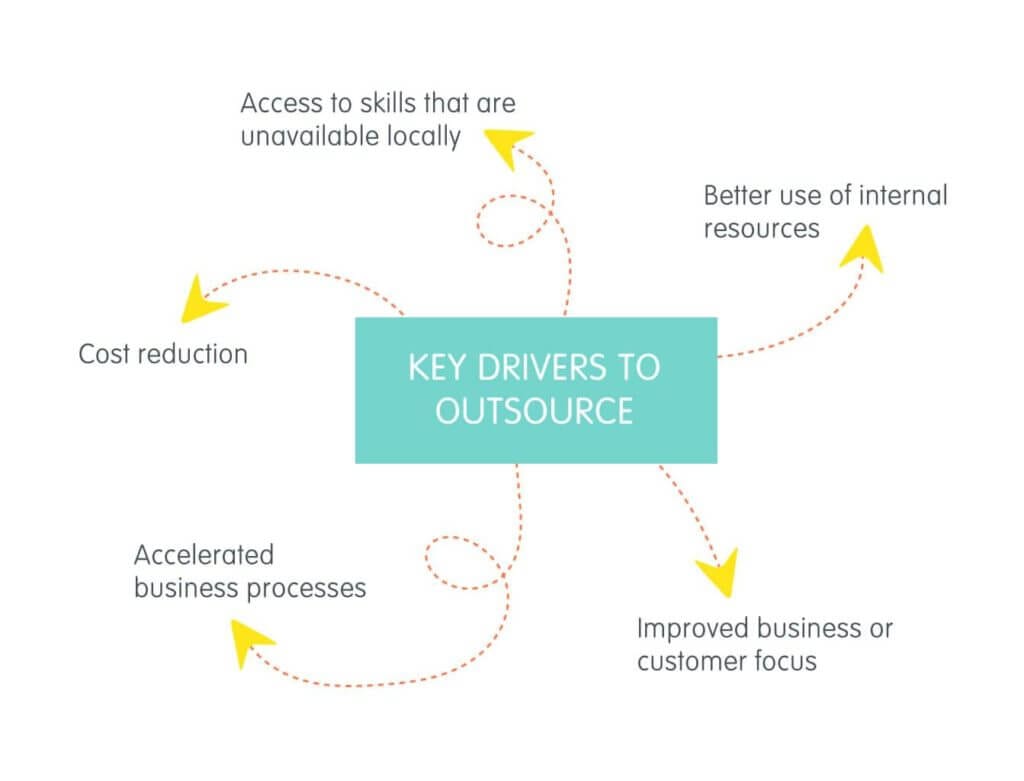 Access to skills that are
unavailable locally
Better use of internal
resources
Cost reduction
KEY DRIVERS TO
OUTSOURCE
Accelerated
business processes
Improved business or
customer focus